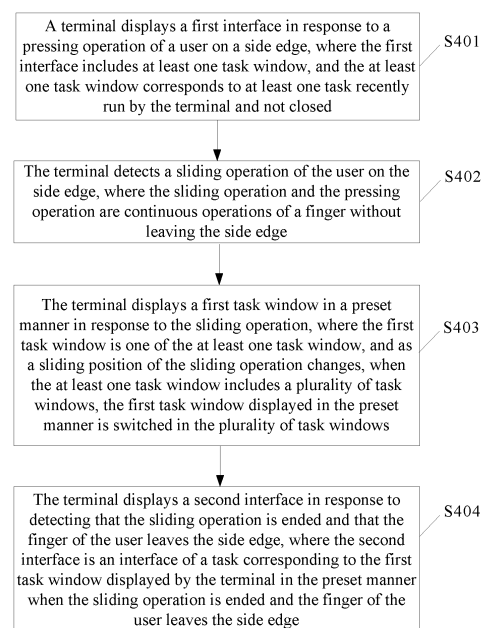 A terminal displays a first interface in response to a
pressing operation of a user on a side edge, where the first
interface includes at least one task window, and the at least
one task window corresponds to at least one task recently
run by the terminal and not closed
S401
The terminal detects a sliding operation of the user on the
side edge, where the sliding operation and the pressing
operation are continuous operations of a finger without
leaving the side edge
S402
The terminal displays a first task window in a preset
manner in response to the sliding operation, where the first
task window is one of the at least one task window, and as
a sliding position of the sliding operation changes, when
the at least one task window includes a plurality of task
windows, the first task window displayed in the preset
manner is switched in the plurality of task windows
S403
The terminal displays a second interface in response to
detecting that the sliding operation is ended and that the
finger of the user leaves the side edge, where the second
interface is an interface of a task corresponding to the first
task window displayed by the terminal in the preset manner
when the sliding operation is ended and the finger of the
user leaves the side edge
S404